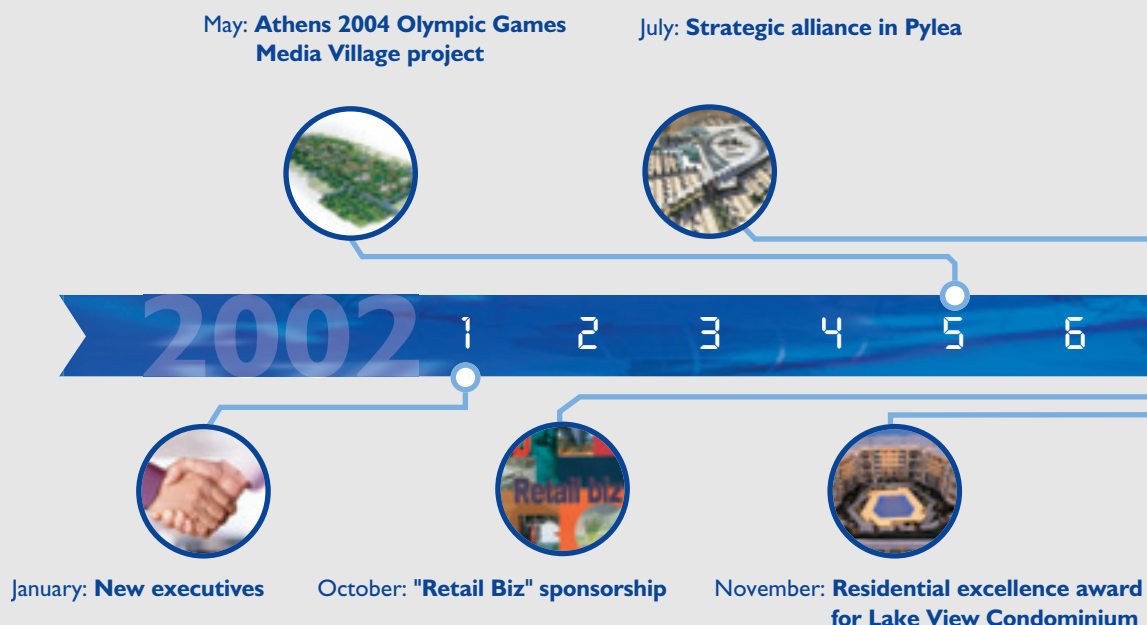 May: Athens 2004 Olympic Games
Media Village project
July: Strategic alliance in Pylea
2002 1 2 3 4 5 6
Retail biz
January: New executives
October: "Retail Biz" sponsorship
November: Residential excellence award
for Lake View Condominium